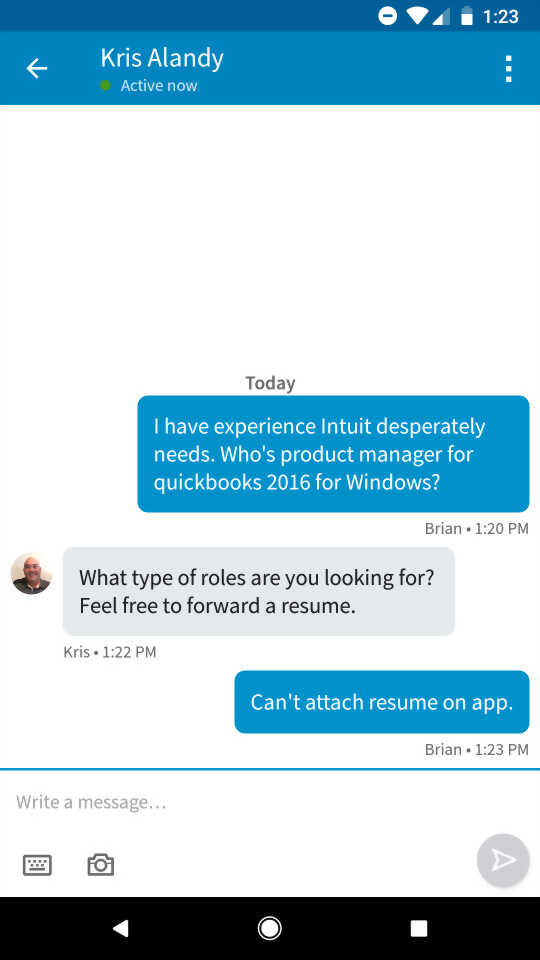 1:23
Kris Alandy
Active now
Today
I have experience Intuit desperately
needs. Who's product manager for
quickbooks 2016 for Windows?
Brian • 1:20 PM
What type of roles are you looking for?
Feel free to forward a resume.
Kris • 1:22 PM
Can't attach resume on app.
Brian • 1:23 PM
Write a message...